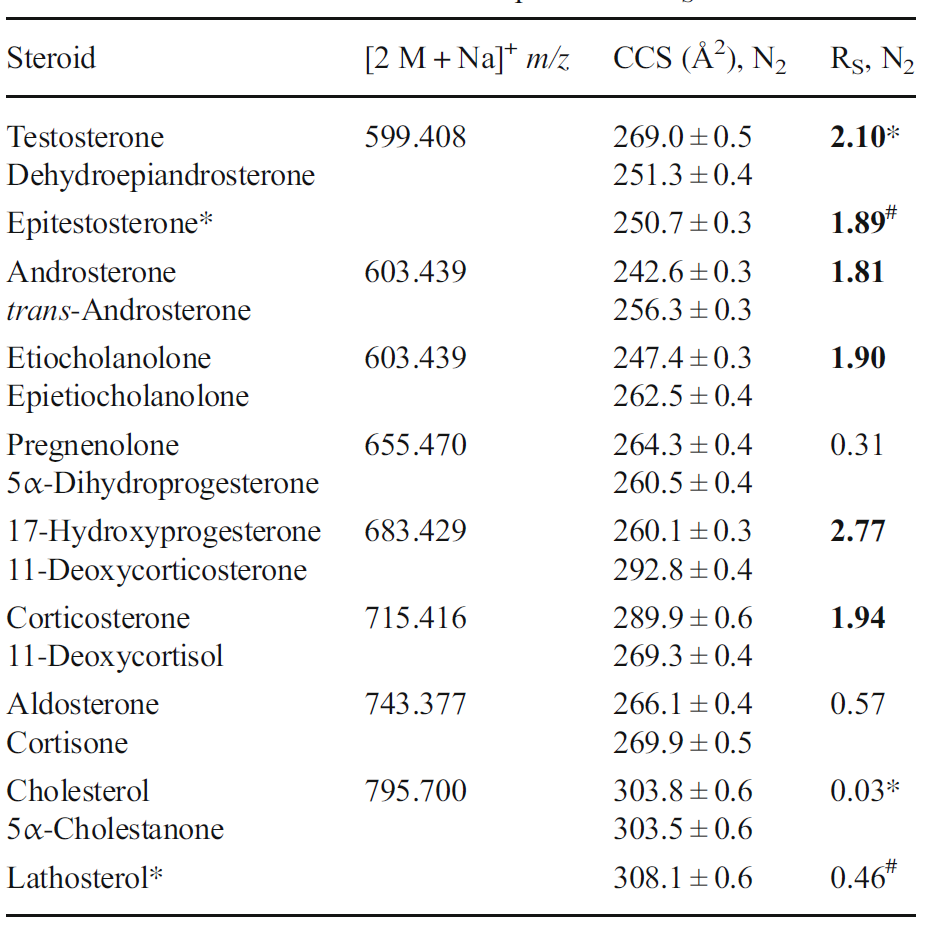 Steroid [2 M + Na]+ m/z CCS (Å2), N2 RS, N2
Testosterone 599.408 269.0 ± 0.5 2.10*
Dehydroepiandrosterone 251.3 ± 0.4
Epitestosterone* 250.7 ± 0.3 1.89#
Androsterone 603.439 242.6 ± 0.3 1.81
trans-Androsterone 256.3 ± 0.3
Etiocholanolone 603.439 247.4 ± 0.3 1.90
Epietiocholanolone 262.5 ± 0.4
Pregnenolone 655.470 264.3 ± 0.4 0.31
5α-Dihydroprogesterone 260.5 ± 0.4
17-Hydroxyprogesterone 683.429 260.1 ± 0.3 2.77
11-Deoxycorticosterone 292.8 ± 0.4
Corticosterone 715.416 289.9 ± 0.6 1.94
11-Deoxycortisol 269.3 ± 0.4
Aldosterone 743.377 266.1 ± 0.4 0.57
Cortisone 269.9 ± 0.5
Cholesterol 795.700 303.8 ± 0.6 0.03*
5α-Cholestanone 303.5 ± 0.6
Lathosterol* 308.1 ± 0.6 0.46#